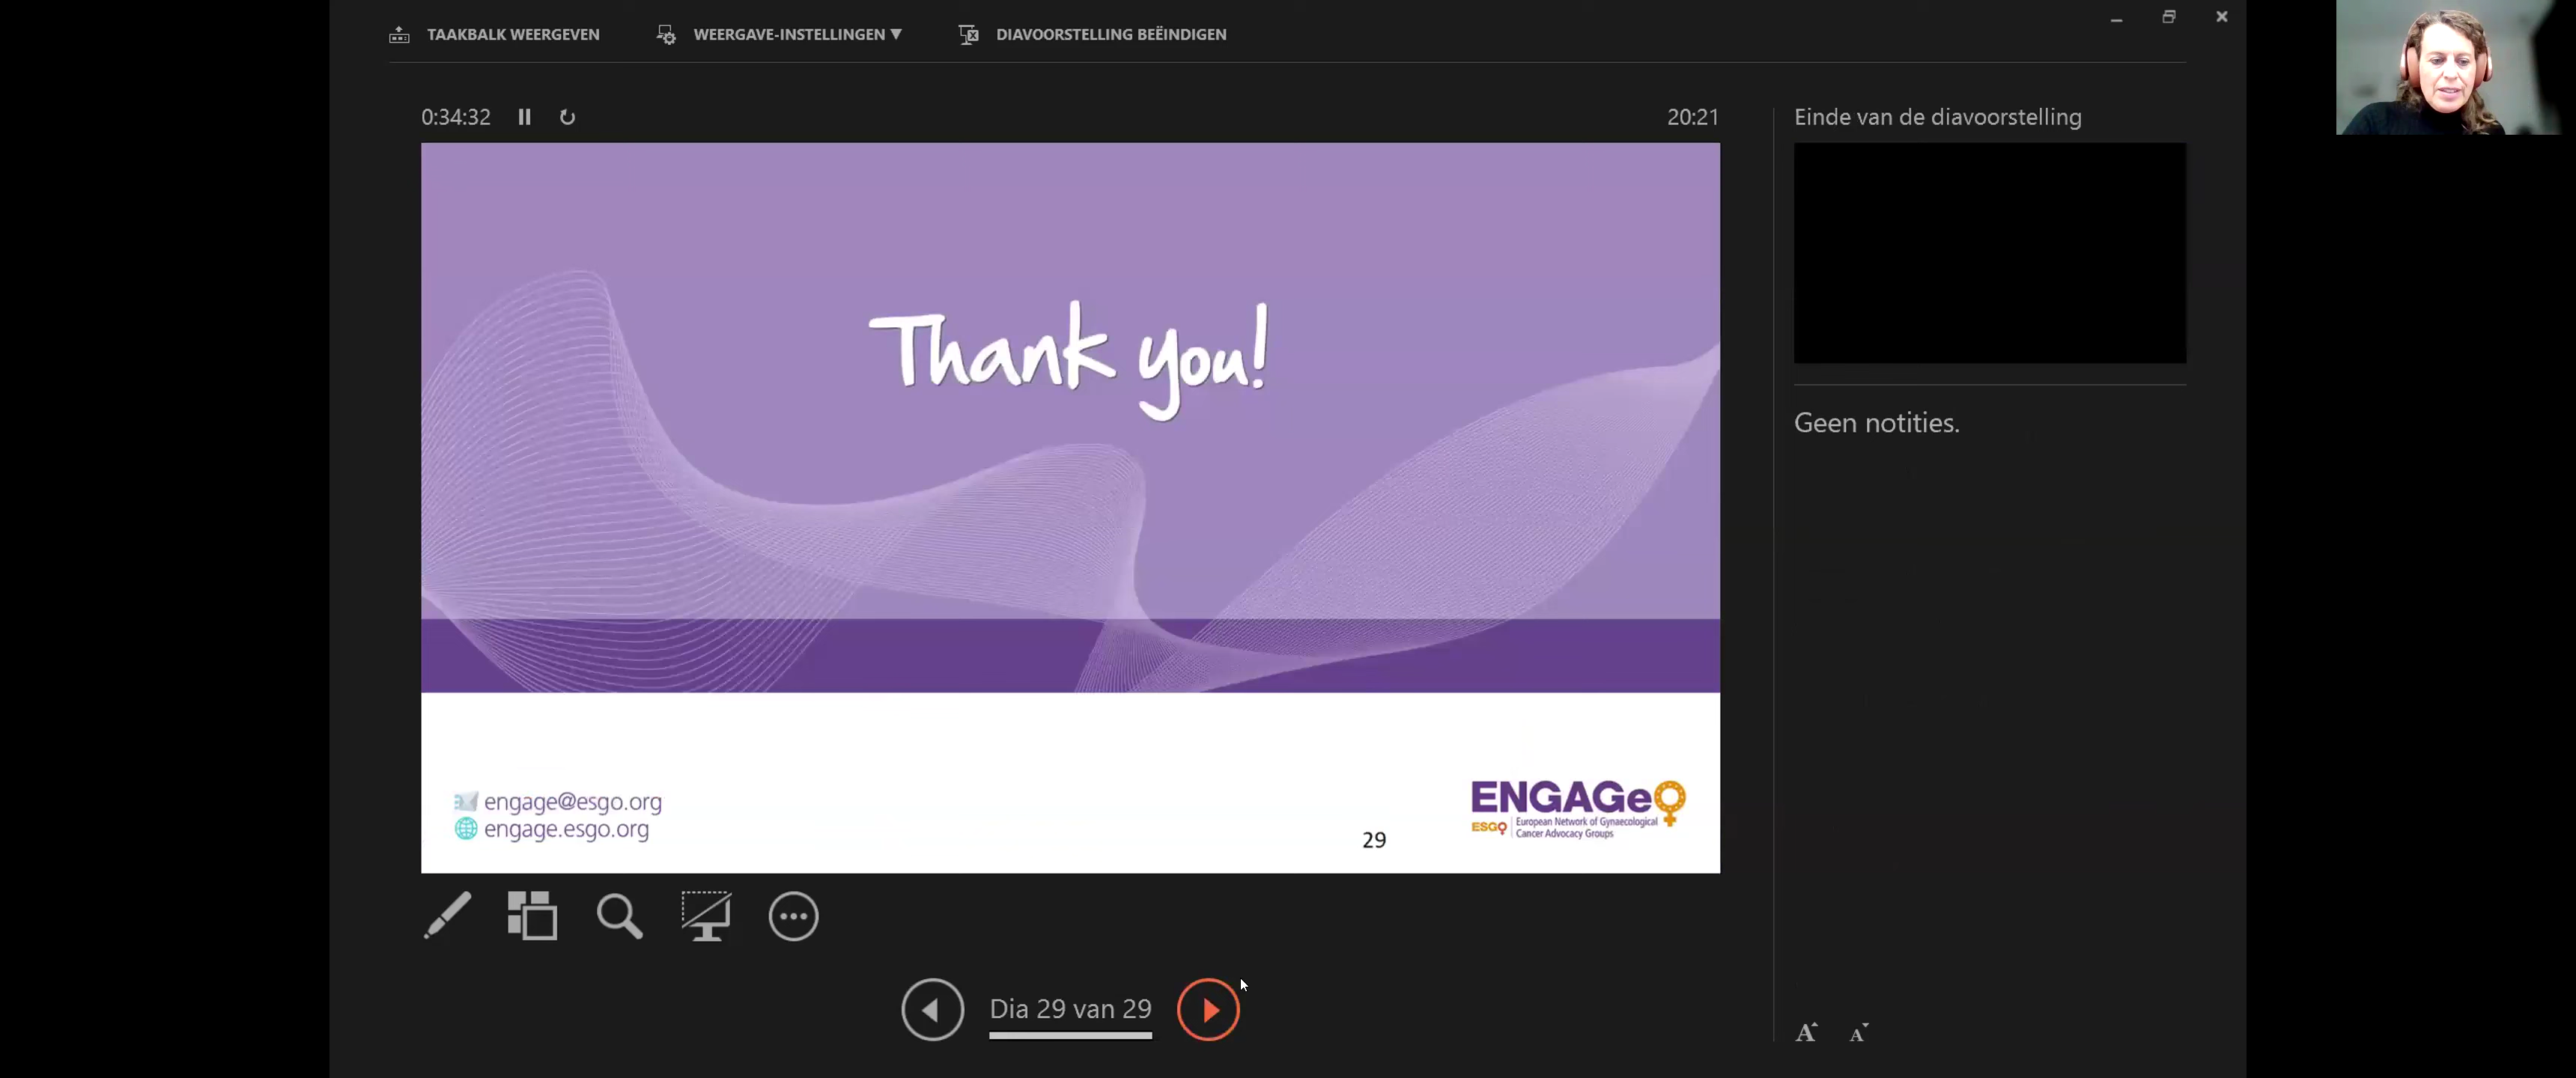 TAAKBALK WEERGEVEN
WEERGAVE-INSTELLINGEN ▼
DIAVOORSTELLING BEËINDIGEN
0:34:32
20:21
Einde van de diavoorstelling
Thank you!
Geen notities.
engage@esgo.org
engage.esgo.org
29
ENGAGe
ESGO
European Network of Gynaecological
Cancer Advocacy Groups
Dia 29 van 29
A A